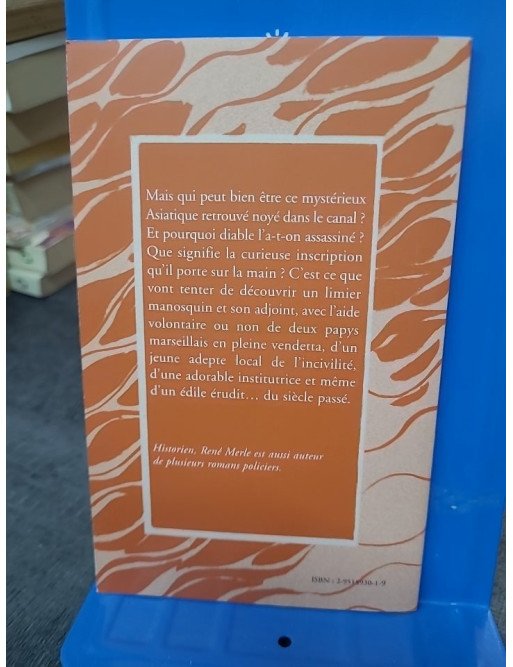 Mais qui peut bien être ce mystérieux
Asiatique retrouvé noyé dans le canal ?
Et pourquoi diable l'a-t-on assassiné ?
Que signifie la curieuse inscription
qu'il porte sur la main ? C'est ce que
vont tenter de découvrir un limier
manosquin et son adjoint, avec l'aide
volontaire ou non de deux papys
marseillais en pleine vendetta, d'un
jeune adepte local de l'incivilité,
d'une adorable institutrice et même
d'un édile érudit… du siècle passé.
Historien, René Merle est aussi auteur
de plusieurs romans policiers.
ISBN :